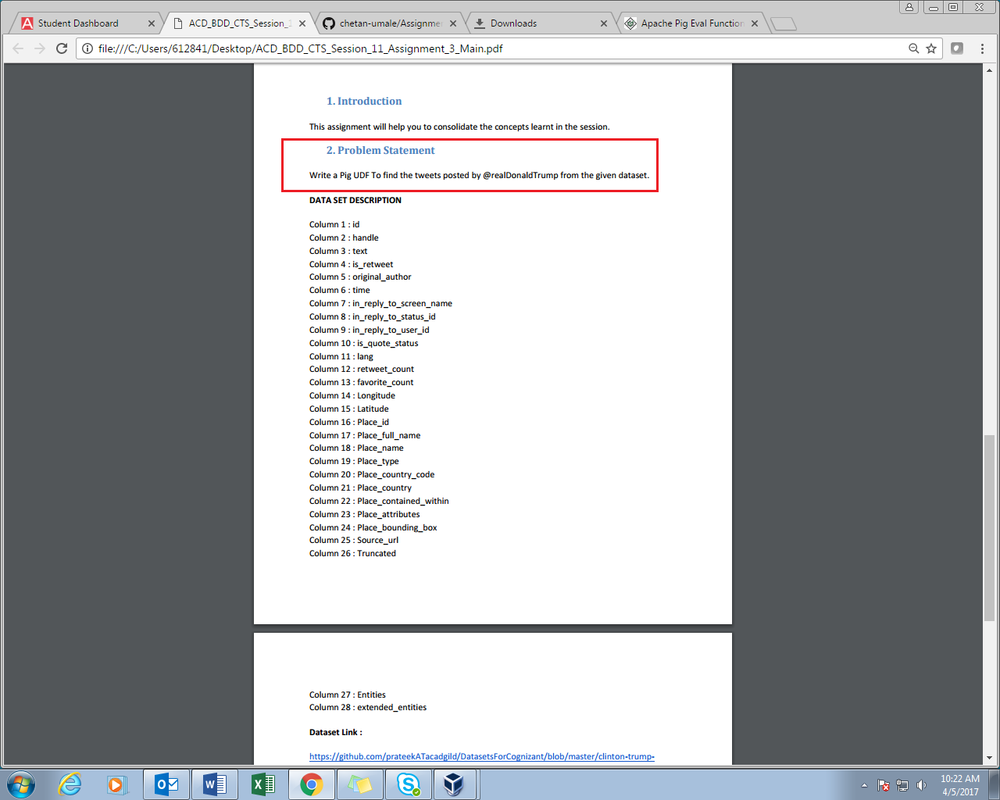 Student Dashboard
ACD_BDD_CTS_Session_1
chetan-umale/Assignme
Downloads
Apache Pig Eval Function
file:///C:/Users/612841/Desktop/ACD_BDD_CTS_Session_11_Assignment_3_Main.pdf
1. Introduction
This assignment will help you to consolidate the concepts learnt in the session.
2. Problem Statement
Write a Pig UDF To find the tweets posted by @realDonaldTrump from the given dataset.
DATA SET DESCRIPTION
Column 1 : id
Column 2 : handle
Column 3 : text
Column 4 : is_retweet
Column 5 : original_author
Column 6 : time
Column 7 : in_reply_to_screen_name
Column 8 : in_reply_to_status_id
Column 9 : in_reply_to_user_id
Column 10 : is_quote_status
Column 11 : lang
Column 12 : retweet_count
Column 13 : favorite_count
Column 14 : Longitude
Column 15 : Latitude
Column 16 : Place_id
Column 17 : Place_full_name
Column 18 : Place_name
Column 19 : Place_type
Column 20 : Place_country_code
Column 21 : Place_country
Column 22 : Place_contained_within
Column 23 : Place_attributes
Column 24 : Place_bounding_box
Column 25 : Source_url
Column 26 : Truncated
Column 27 : Entities
Column 28 : extended_entities
Dataset Link :
https://github.com/prateekATacadgild/DatasetsForCognizant/blob/master/clinton-trump-
10:22 AM
4/5/2017